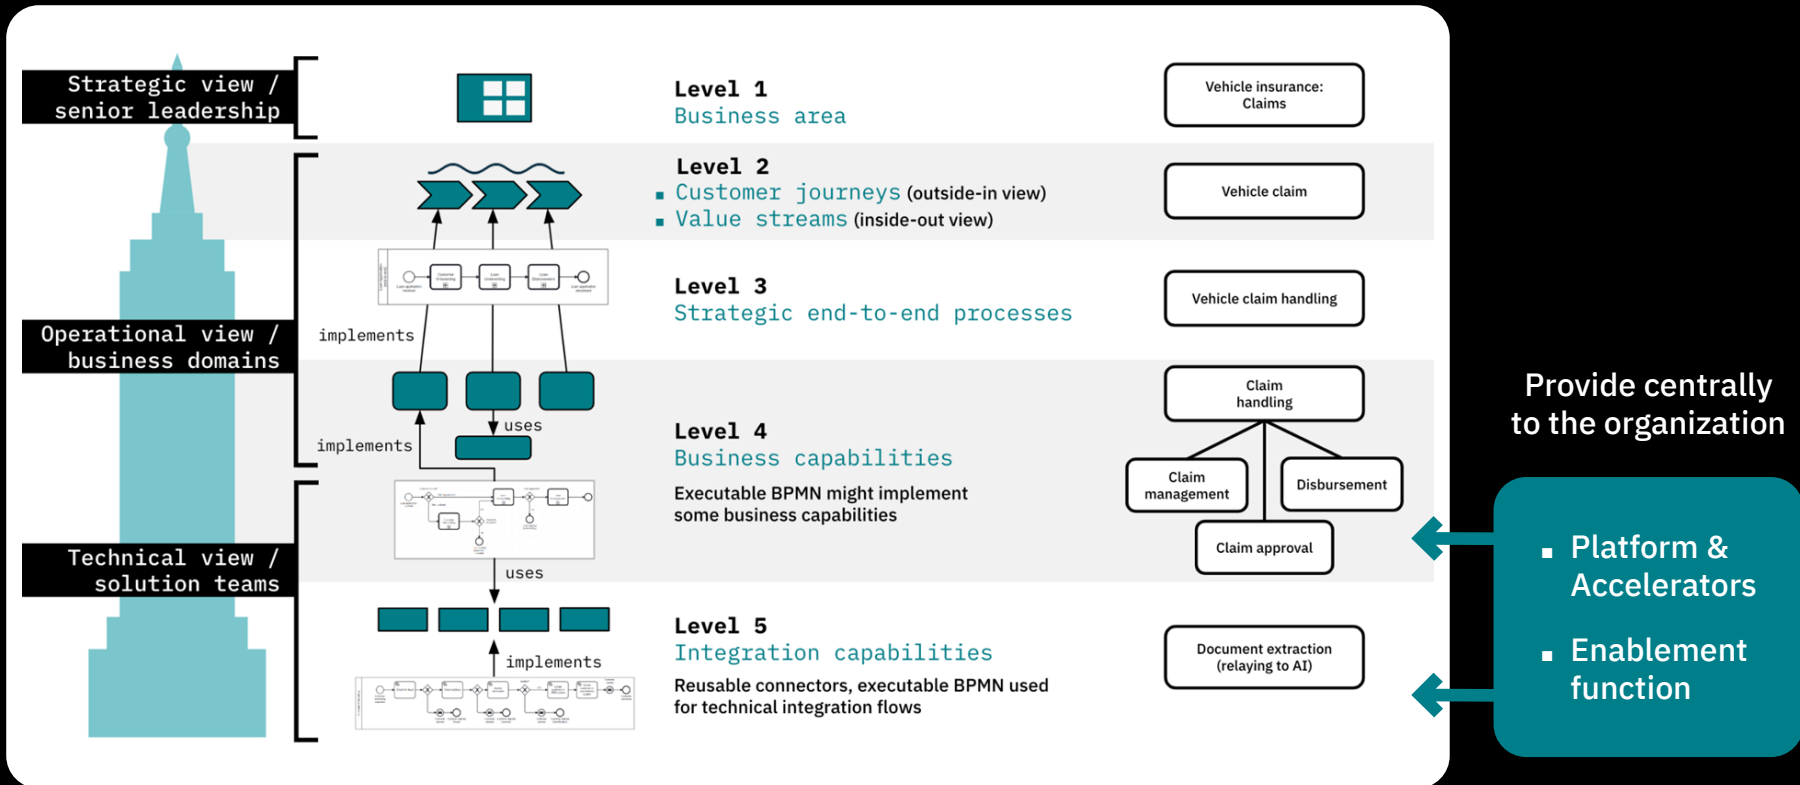 Strategic view /
senior leadership
Level 1
Business area
Vehicle insurance:
Claims
Level 2
▪ Customer journeys (outside-in view)
▪ Value streams (inside-out view)
Vehicle claim
Operational view /
business domains
implements
Level 3
Strategic end-to-end processes
Vehicle claim handling
implements
uses
Level 4
Business capabilities
Executable BPMN might implement
some business capabilities
Claim
handling
Claim
management
Disbursement
Claim approval
Technical view /
solution teams
uses
implements
Level 5
Integration capabilities
Reusable connectors, executable BPMN used
for technical integration flows
Document extraction
(relaying to AI)
Provide centrally
to the organization
▪ Platform &
Accelerators
▪ Enablement
function